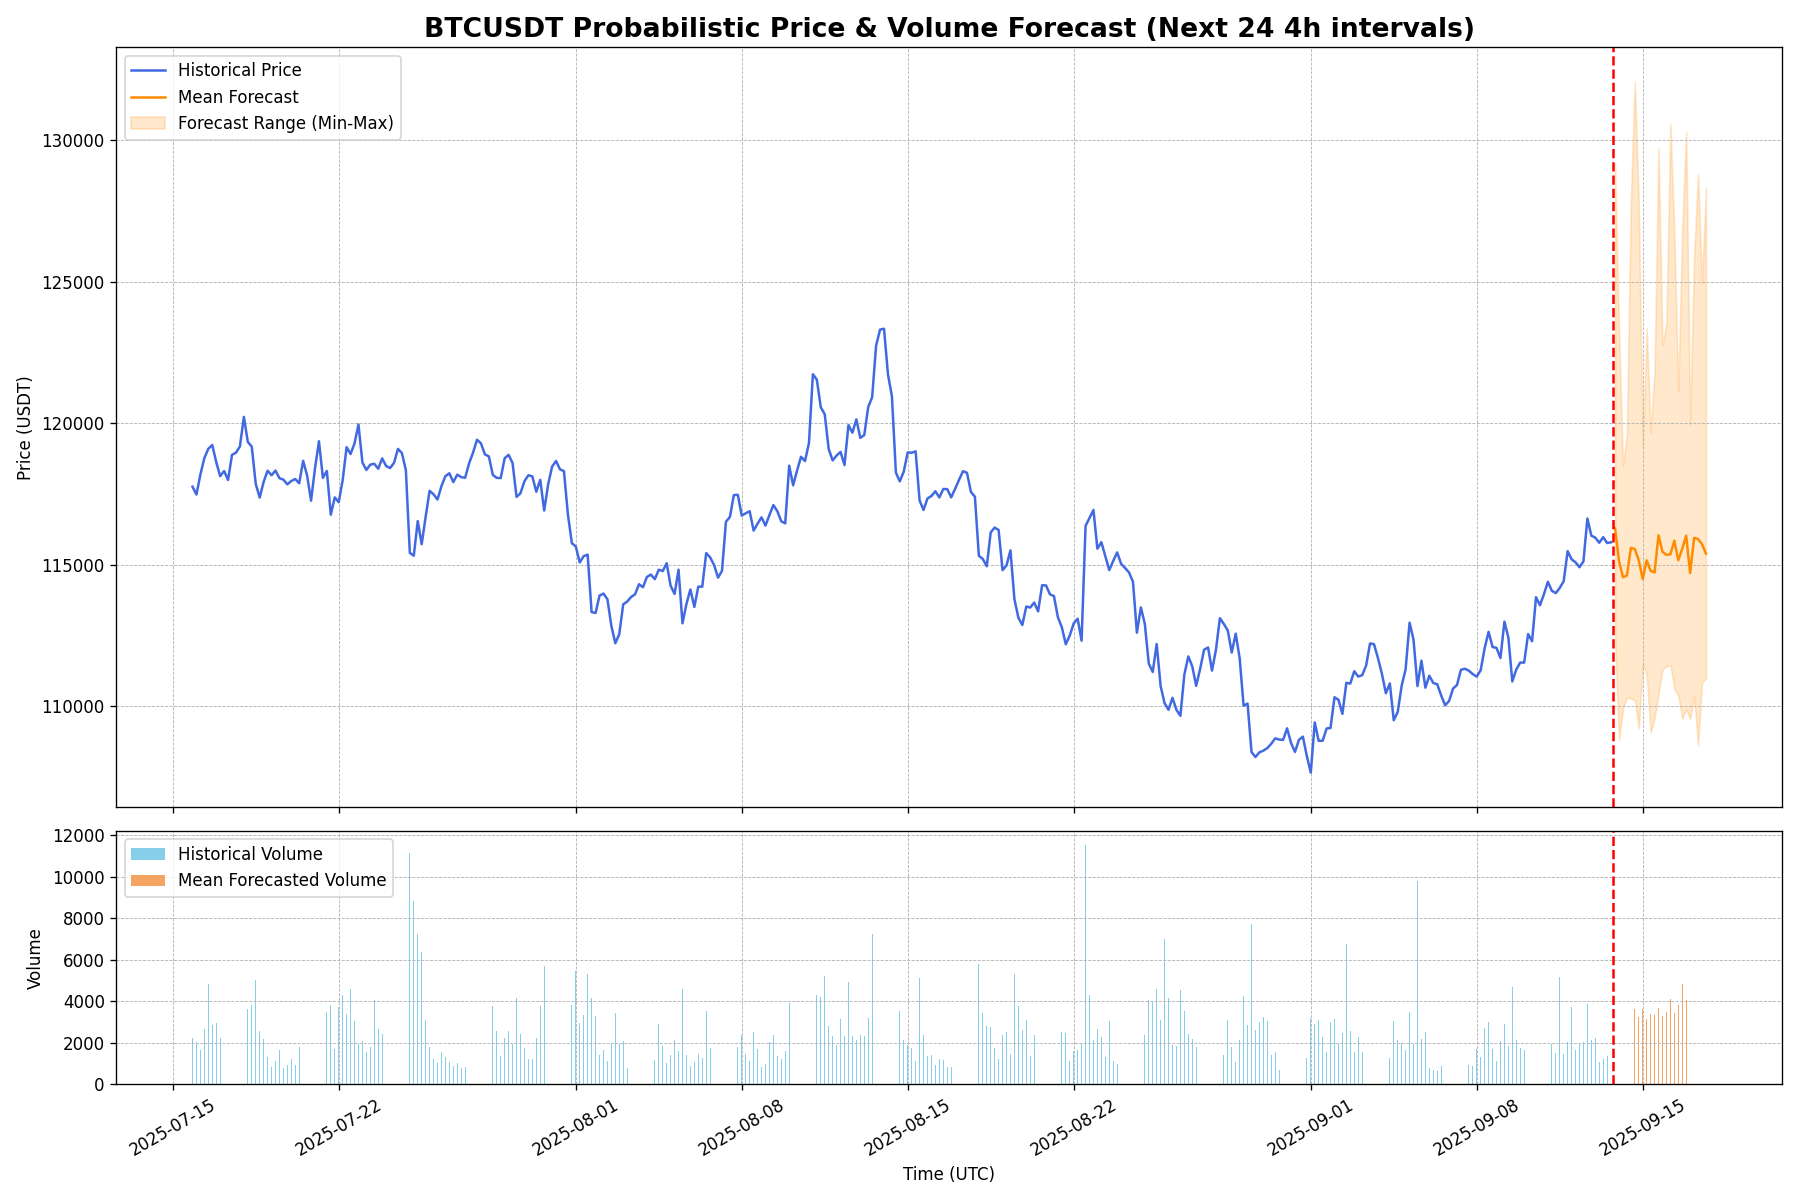 BTCUSDT Probabilistic Price & Volume Forecast (Next 24 4h intervals)
Historical Price
Mean Forecast
Forecast Range (Min-Max)
Price (USDT)
130000
125000
120000
115000
110000
Historical Volume
Mean Forecasted Volume
Volume
12000
10000
8000
6000
4000
2000
0
2025-07-15
2025-07-22
2025-08-01
2025-08-08
2025-08-15
2025-08-22
2025-09-01
2025-09-08
2025-09-15
Time (UTC)